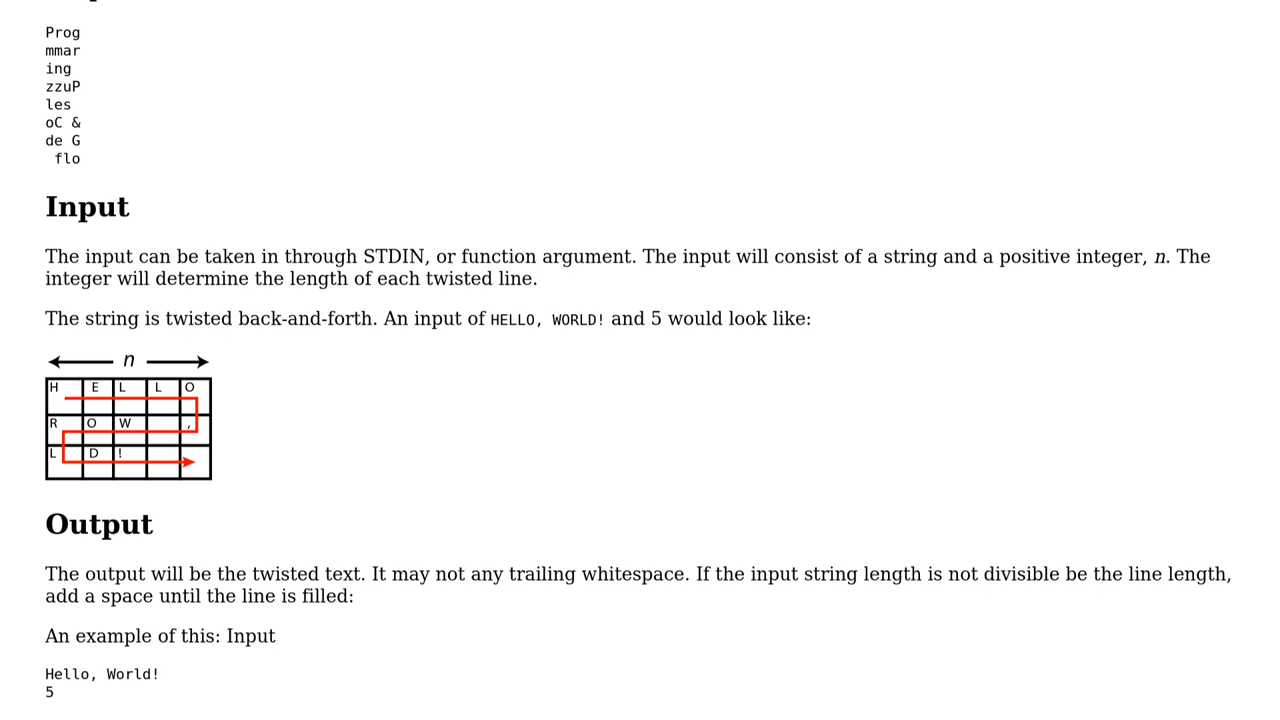 Prog
mmar
ing
zzuP
les
oC &
de G
 flo
Input
The input can be taken in through STDIN, or function argument. The input will consist of a string and a positive integer, n. The
integer will determine the length of each twisted line.
The string is twisted back-and-forth. An input of HELLO, WORLD! and 5 would look like:
n
H E L L O
R O W ,
L D !
Output
The output will be the twisted text. It may not any trailing whitespace. If the input string length is not divisible be the line length,
add a space until the line is filled:
An example of this: Input
Hello, World!
5